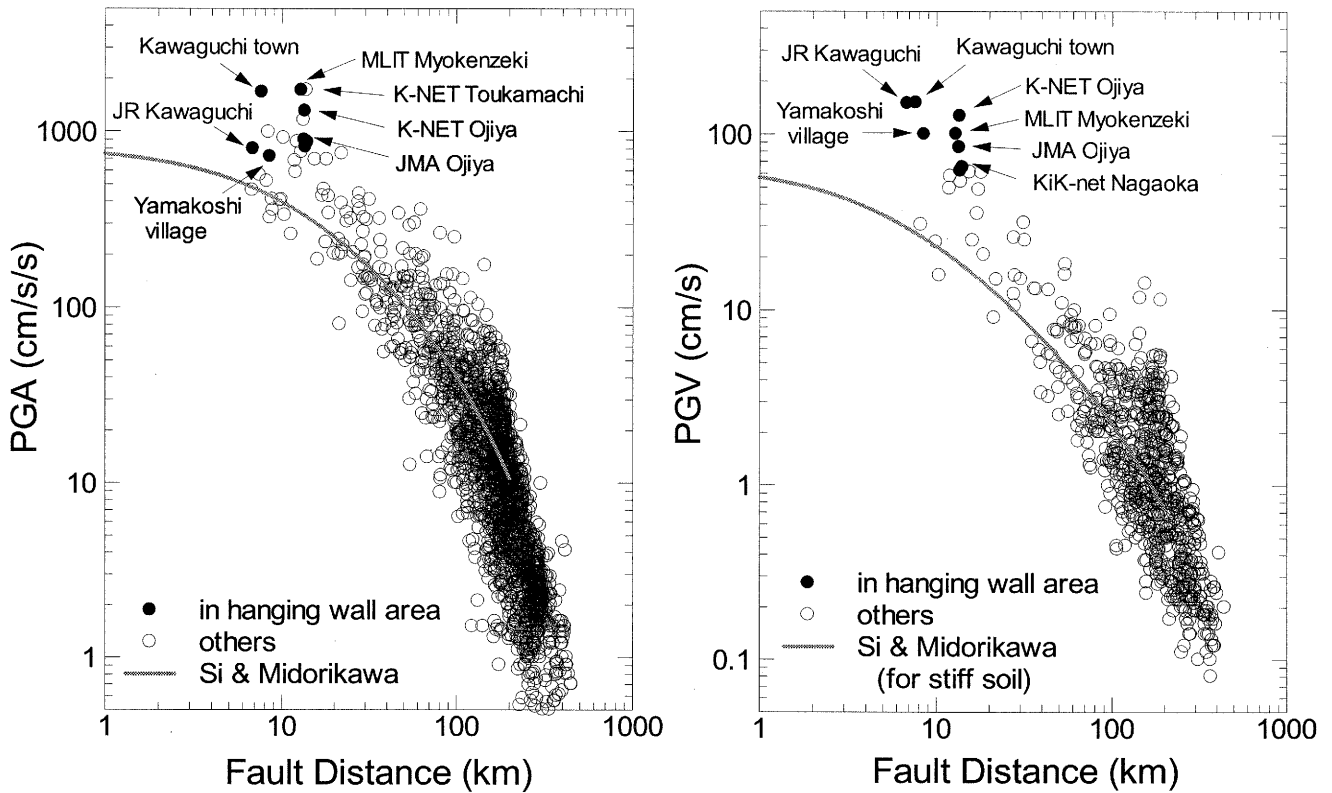 Kawaguchi town
MLIT Myokenzeki
K-NET Toukamachi
JR Kawaguchi
K-NET Ojiya
JMA Ojiya
Yamakoshi
village
1000
100
10
1
PGA (cm/s/s)
in hanging wall area
others
Si & Midorikawa
1 10 100 1000
Fault Distance (km)
JR Kawaguchi
Kawaguchi town
K-NET Ojiya
Yamakoshi
village
MLIT Myokenzeki
JMA Ojiya
KiK-net Nagaoka
100
10
1
0.1
PGV (cm/s)
in hanging wall area
others
Si & Midorikawa
(for stiff soil)
1 10 100 1000
Fault Distance (km)